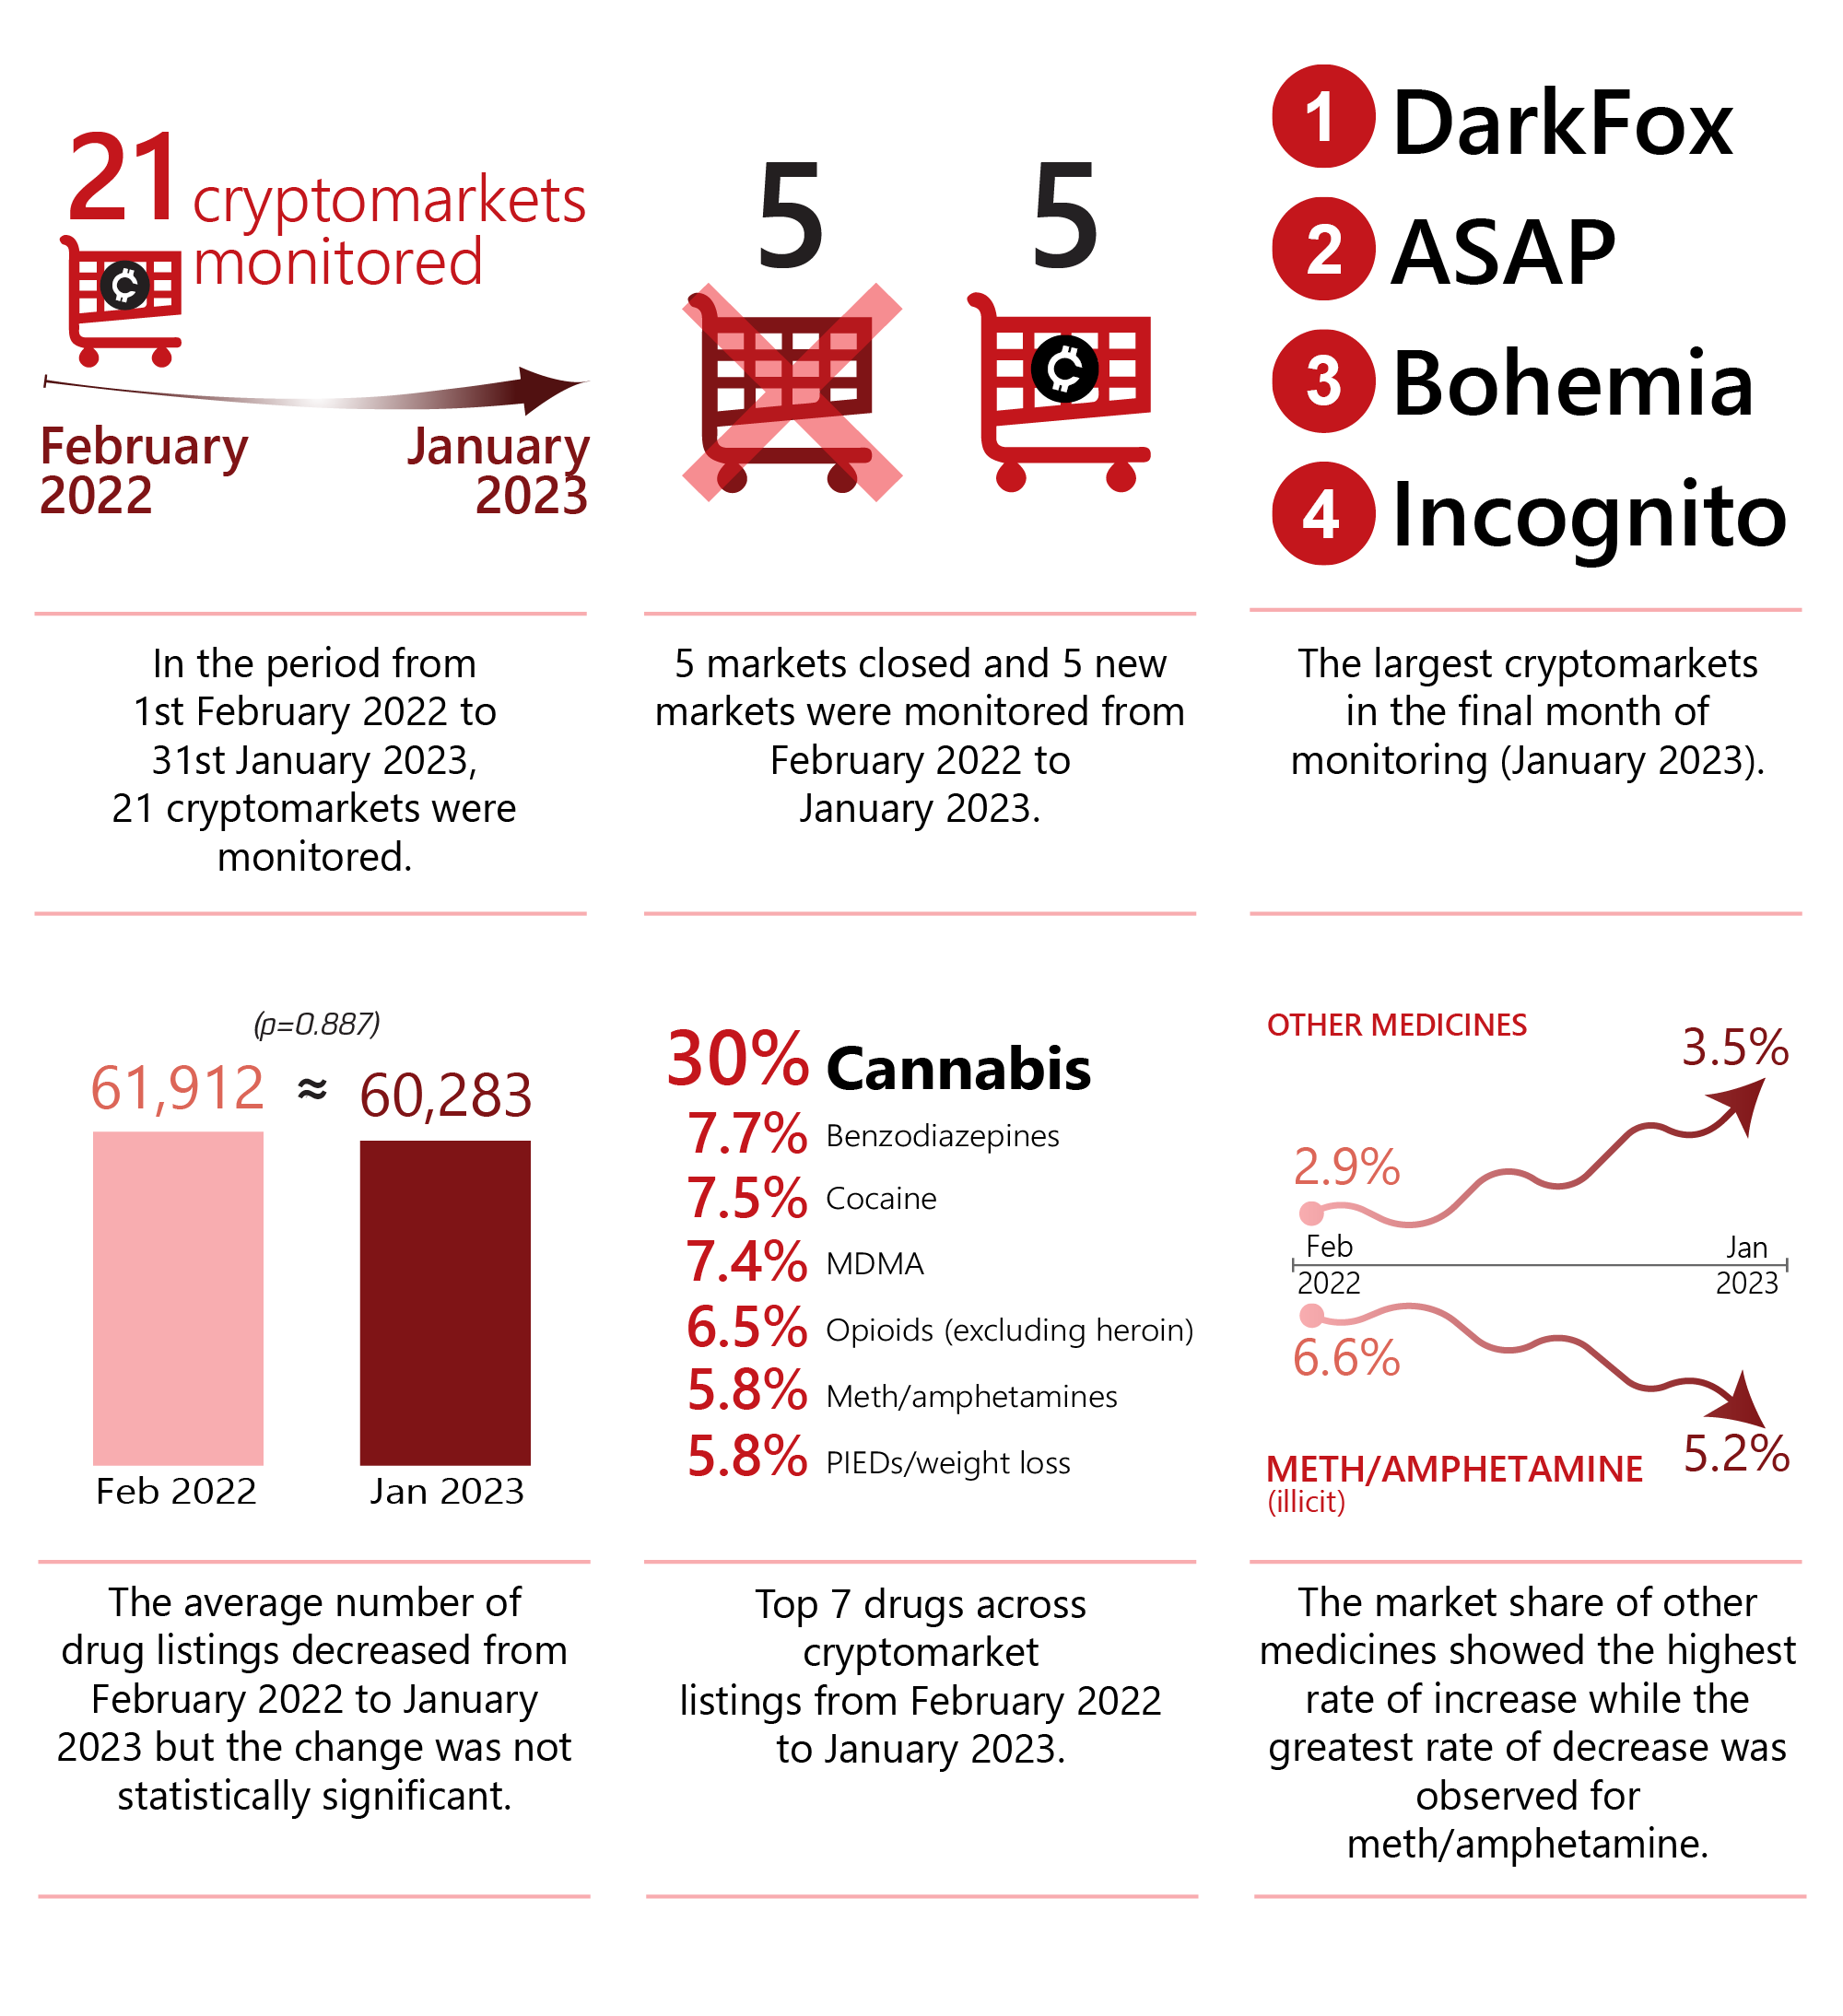 21 cryptomarkets
monitored
February
2022
January
2023
In the period from
1st February 2022 to
31st January 2023,
21 cryptomarkets were
monitored.
5
5
5 markets closed and 5 new
markets were monitored from
February 2022 to
January 2023.
1 DarkFox
2 ASAP
3 Bohemia
4 Incognito
The largest cryptomarkets
in the final month of
monitoring (January 2023).
(p=0.887)
61,912 ≈ 60,283
Feb 2022
Jan 2023
The average number of
drug listings decreased from
February 2022 to January
2023 but the change was not
statistically significant.
30% Cannabis
7.7% Benzodiazepines
7.5% Cocaine
7.4% MDMA
6.5% Opioids (excluding heroin)
5.8% Meth/amphetamines
5.8% PIEDs/weight loss
Top 7 drugs across
cryptomarket
listings from February 2022
to January 2023.
OTHER MEDICINES
3.5%
2.9%
Feb
2022
Jan
2023
6.6%
5.2%
METH/AMPHETAMINE
(illicit)
The market share of other
medicines showed the highest
rate of increase while the
greatest rate of decrease was
observed for
meth/amphetamine.